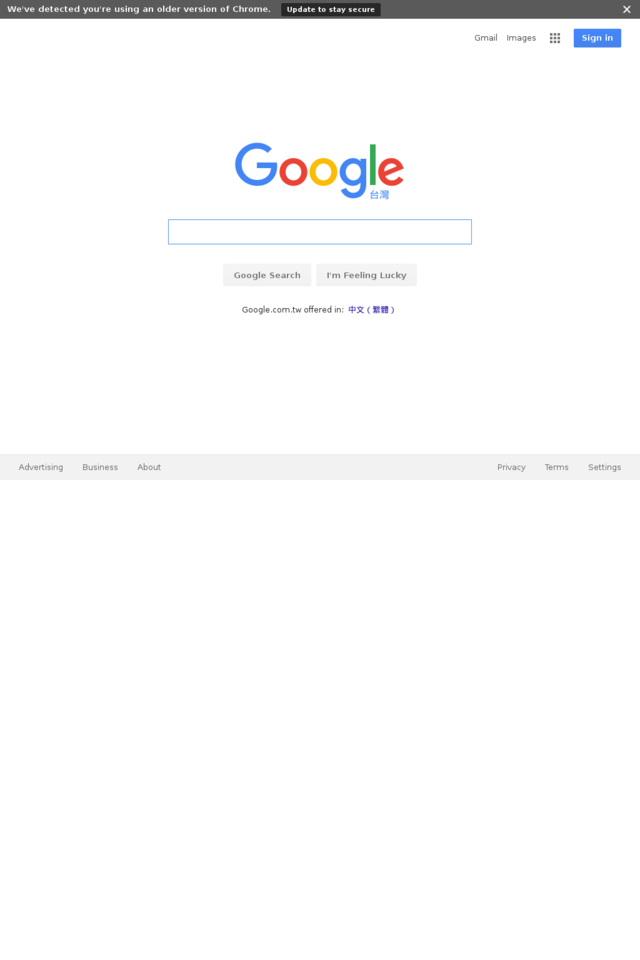 We've detected you're using an older version of Chrome. Update to stay secure
Gmail Images Sign in
Google
台灣
Google Search I'm Feeling Lucky
Google.com.tw offered in: 中文 ( 繁體 )
Advertising Business About Privacy Terms Settings